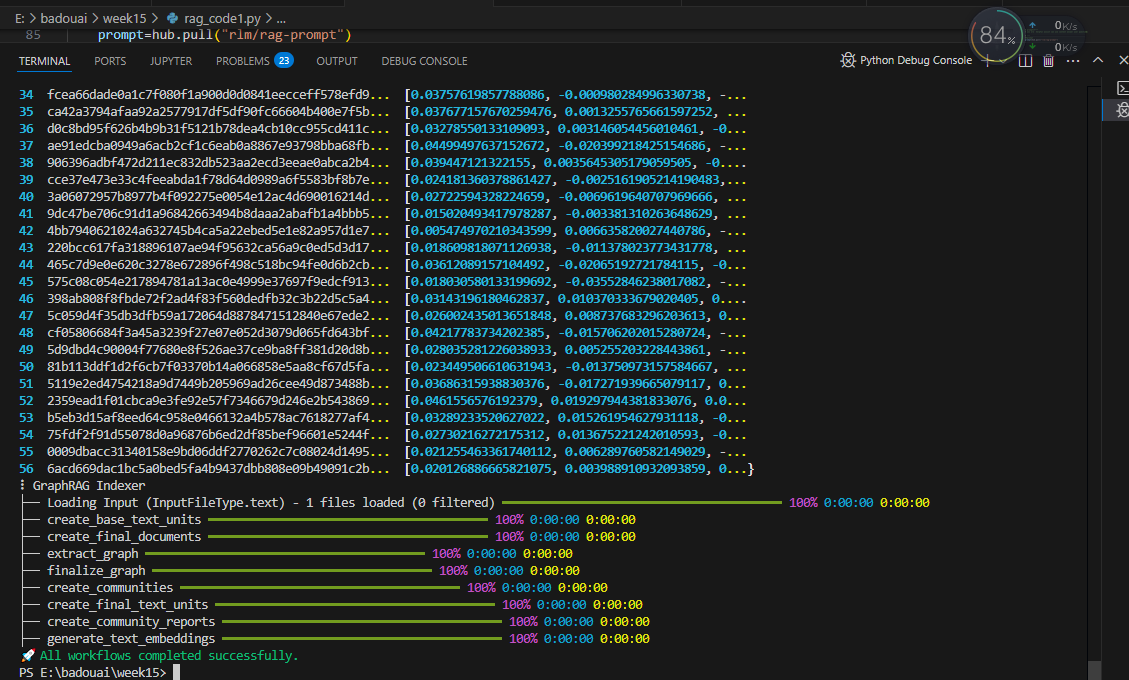 E: > badouai > week15 > rag_code1.py > ...
85 prompt=hub.pull("rlm/rag-prompt")
84% 0K/s
0K/s
TERMINAL PORTS JUPYTER PROBLEMS 23 OUTPUT DEBUG CONSOLE Python Debug Console
34 fcea66dade0a1c7f080f1a900d0d0841eecceff578efd9... [0.03757619857788086, -0.000980284996330738, -...
35 ca42a3794afaa92a2577917df5df90fc66604b400e7f5b... [0.037677157670259476, 0.0013255765661597252, ...
36 d0c8bd95f626b4b9b31f5121b78dea4cb10cc955cd411c... [0.03278550133109093, 0.003146054456010461, -0...
37 ae91edcba0949a6acb2cf1c6eab0a8867e93798bba68fb... [0.04499497637152672, -0.020399218425154686, -...
38 906396adbf472d211ec832db523aa2ecd3eeae0abca2b4... [0.039447121322155, 0.0035645305179059505, -0....
39 cce37e473e33c4feeabda1f78d64d0989a6f5583bf8b7e... [0.024181360378861427, -0.0025161905214190483,...
40 3a06072957b8977b4f092275e0054e12ac4d690016214d... [0.02722594328224659, -0.0069619640707969666, ...
41 9dc47be706c91d1a96842663494b8daaa2abafb1a4bbb5... [0.015020493417978287, -0.003381310263648629, ...
42 4bb7940621024a632745b4ca5a22ebed5e1e82a957d1e7... [0.005474970210343599, 0.006635820027440786, -...
43 220bcc617fa318896107ae94f95632ca56a9c0ed5d3d17... [0.018609818071126938, -0.011378023773431778, ...
44 465c7d9e0e620c3278e672896f498c518bc94fe0d6b2cb... [0.03612089157104492, -0.02065192721784115, -0...
45 575c08c054e217894781a13ac0e4999e37697f9edcf913... [0.018030580133199692, -0.03552846238017082, -...
46 398ab808f8fbde72f2ad4f83f560dedfb32c3b22d5c5a4... [0.03143196180462837, 0.010370333679020405, 0....
47 5c059d4f35db3dfb59a172064d8878471512840e67ede2... [0.026002435013651848, 0.008737683296203613, 0...
48 cf05806684f3a45a3239f27e07e052d3079d065fd643bf... [0.04217783734202385, -0.015706202015280724, -...
49 5d9dbd4c90004f77680e8f526ae37ce9ba8ff381d20d8b... [0.028035281226038933, 0.005255203228443861, -...
50 81b113ddf1d2f6cb7f03370b14a066858e5aa8cf67d5fa... [0.023449506610631943, -0.013750973157584667, ...
51 5119e2ed4754218a9d7449b205969ad26cee49d873488b... [0.03686315938830376, -0.017271939665079117, 0...
52 2359ead1f01cbca9e3fe92e57f7346679d246e2b543869... [0.0461556576192379, 0.019297944381833076, 0.0...
53 b5eb3d15af8eed64c958e0466132a4b578ac7618277af4... [0.03289233520627022, 0.015261954627931118, -0...
54 75fdf2f91d55078d0a96876b6ed2df85bef96601e5244f... [0.02730216272175312, 0.013675221242010593, -0...
55 0009dbacc31340158e9bd06ddf2770262c7c08024d1495... [0.021255463361740112, 0.006289760582149029, -...
56 6acd669dac1bc5a0bed5fa4b9437dbb808e09b49091c2b... [0.020126886665821075, 0.003988910932093859, 0...}
⠸ GraphRAG Indexer
├── Loading Input (InputFileType.text) - 1 files loaded (0 filtered) 100% 0:00:00 0:00:00
├── create_base_text_units 100% 0:00:00 0:00:00
├── create_final_documents 100% 0:00:00 0:00:00
├── extract_graph 100% 0:00:00 0:00:00
├── finalize_graph 100% 0:00:00 0:00:00
├── create_communities 100% 0:00:00 0:00:00
├── create_final_text_units 100% 0:00:00 0:00:00
├── create_community_reports 100% 0:00:00 0:00:00
└── generate_text_embeddings 100% 0:00:00 0:00:00
🚀 All workflows completed successfully.
PS E:\badouai\week15>